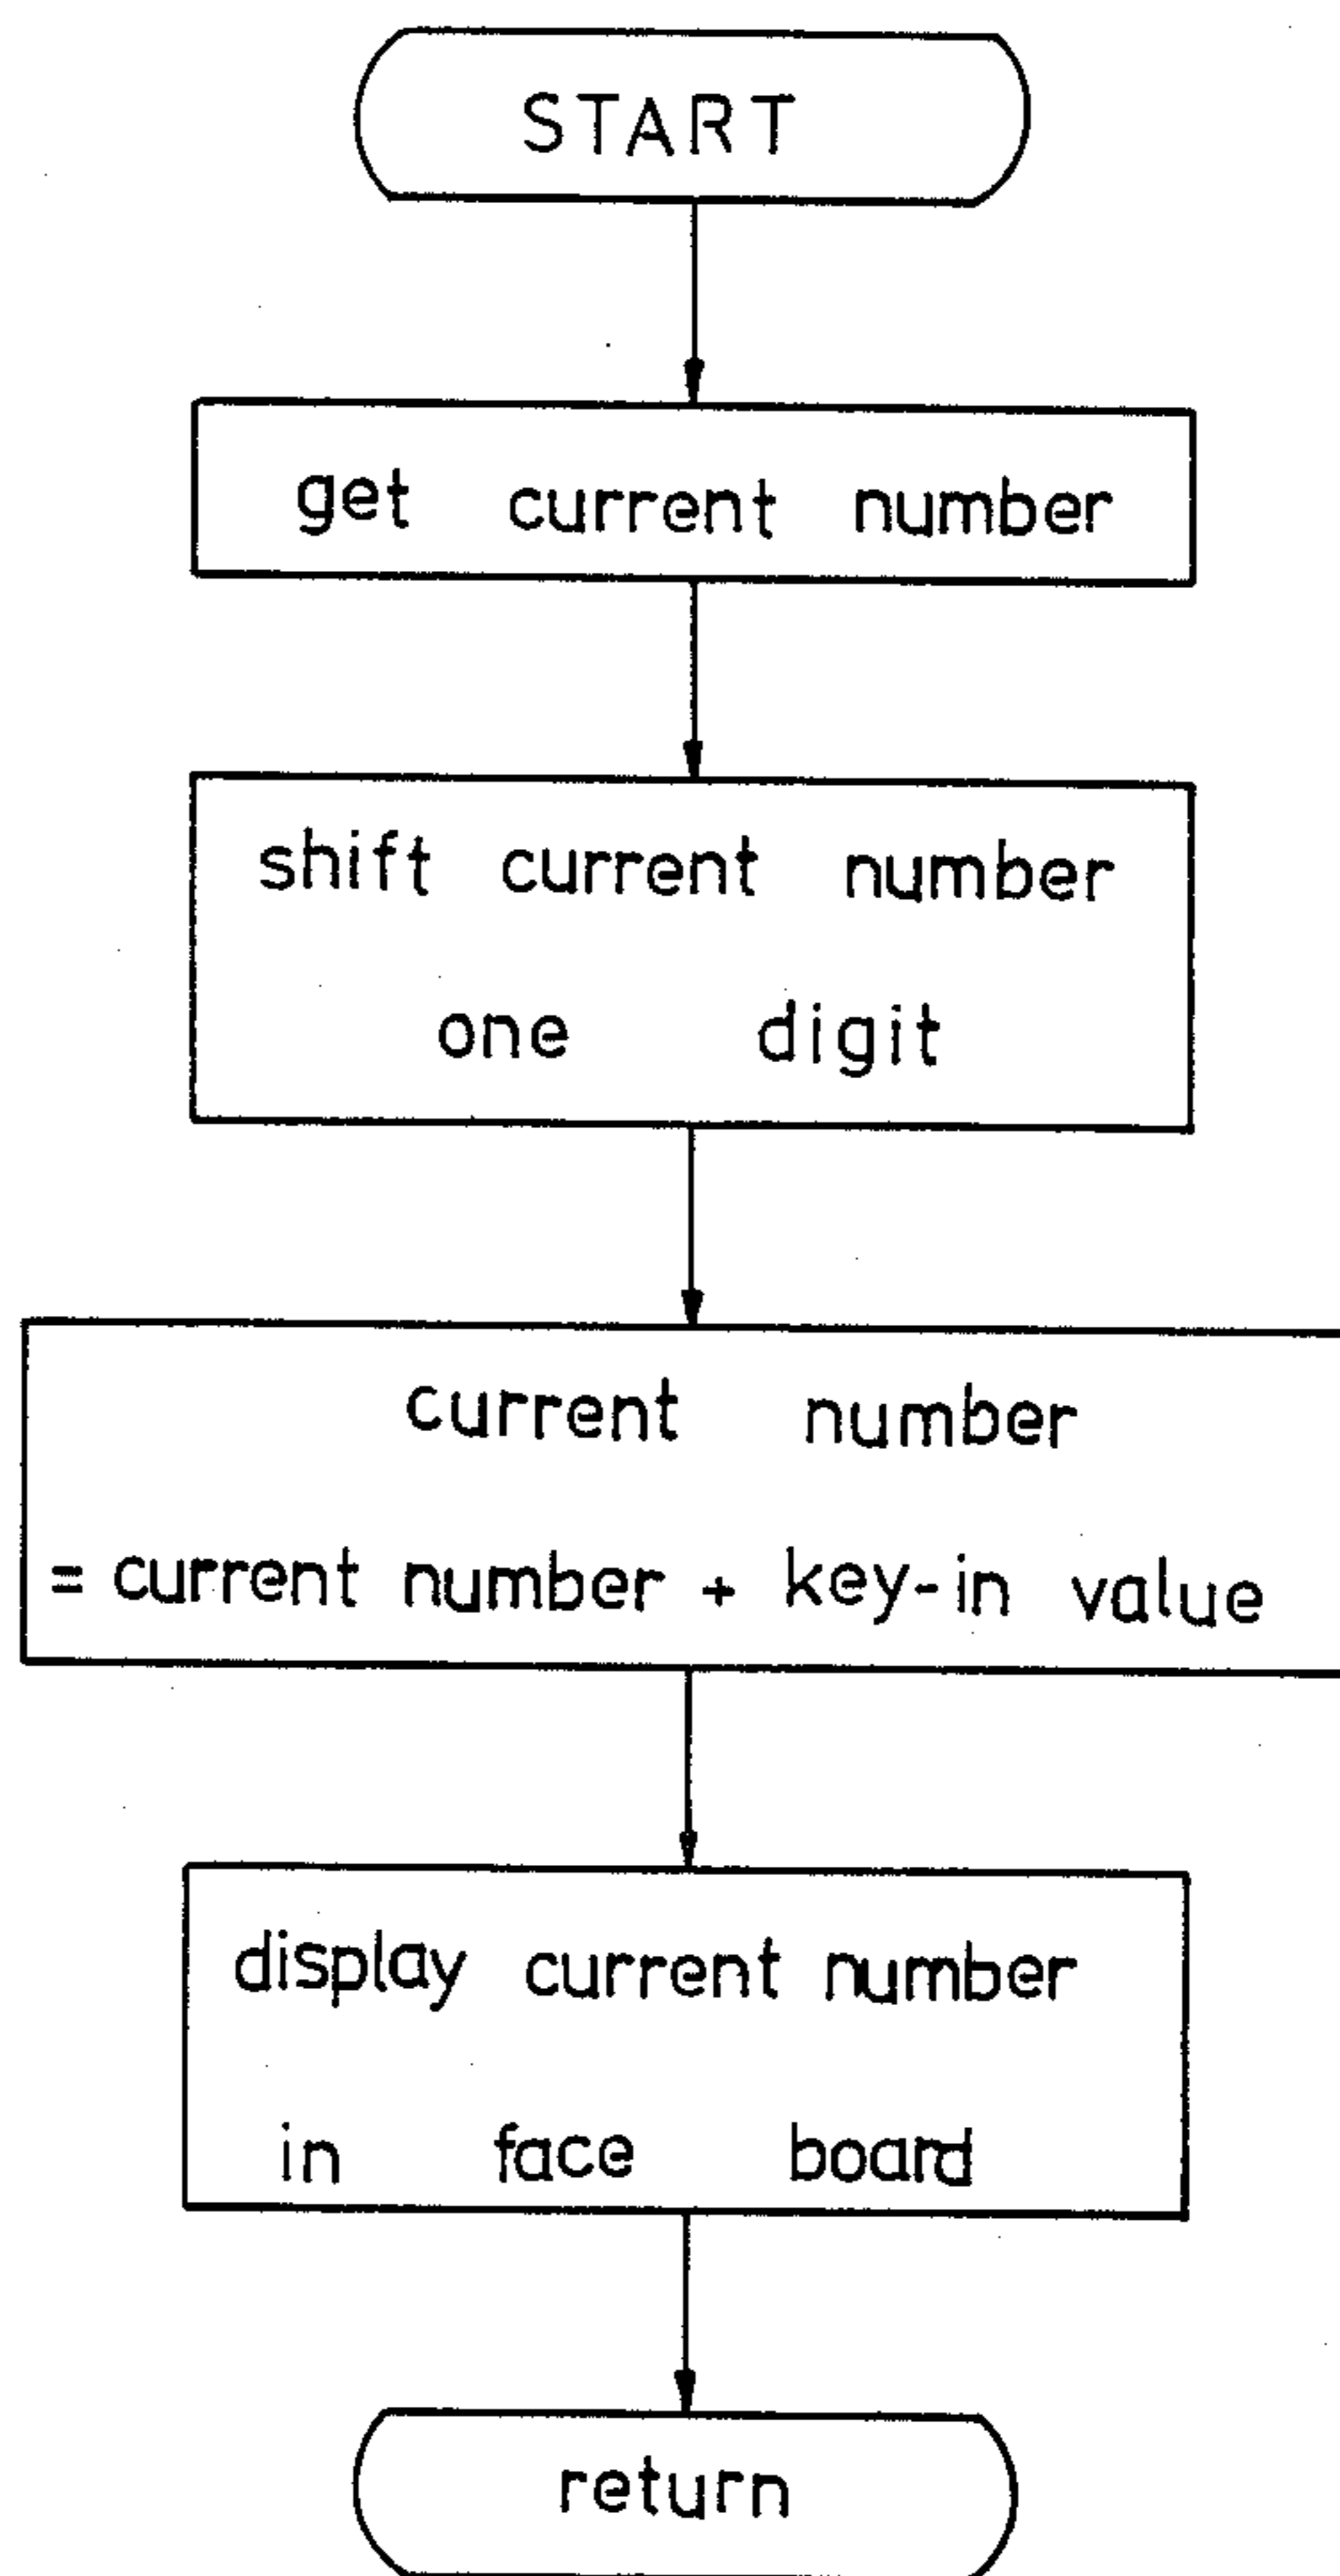 START
get current number
shift current number
one digit
current number
= current number + key-in value
display current number
in face board
return